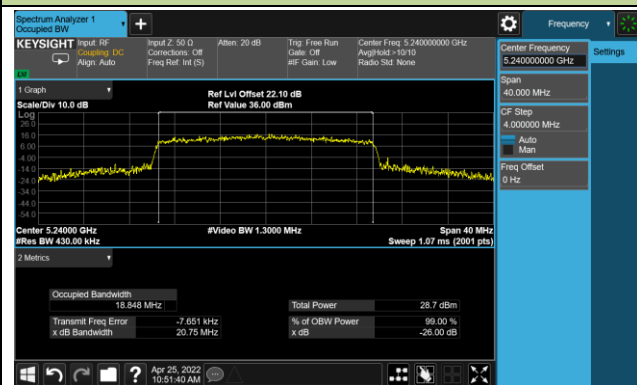 Spectrum Analyzer 1
Occupied BW
KEYSIGHT
Input: RF
Coupling: DC
Align: Auto
Input Z: 50 Ω
Corrections: Off
Freq Ref: Int (S)
Atten: 20 dB
Trig: Free Run
Gate: Off
#IF Gain: Low
Center Freq: 5.240000000 GHz
Avg|Hold:>10/10
Radio Std: None
1 Graph
Scale/Div 10.0 dB
Ref Lvl Offset 22.10 dB
Ref Value 36.00 dBm
Log
26.0
16.0
6.00
-4.00
-14.0
-24.0
-34.0
-44.0
-54.0
Center 5.24000 GHz
#Res BW 430.00 kHz
#Video BW 1.3000 MHz
Span 40 MHz
Sweep 1.07 ms (2001 pts)
2 Metrics
Occupied Bandwidth
18.848 MHz
Total Power 28.7 dBm
Transmit Freq Error -7.651 kHz
% of OBW Power 99.00 %
x dB Bandwidth 20.75 MHz
x dB -26.00 dB
Apr 25, 2022
10:51:40 AM
Frequency
Settings
Center Frequency
5.240000000 GHz
Span
40.000 MHz
CF Step
4.000000 MHz
Auto
Man
Freq Offset
0 Hz